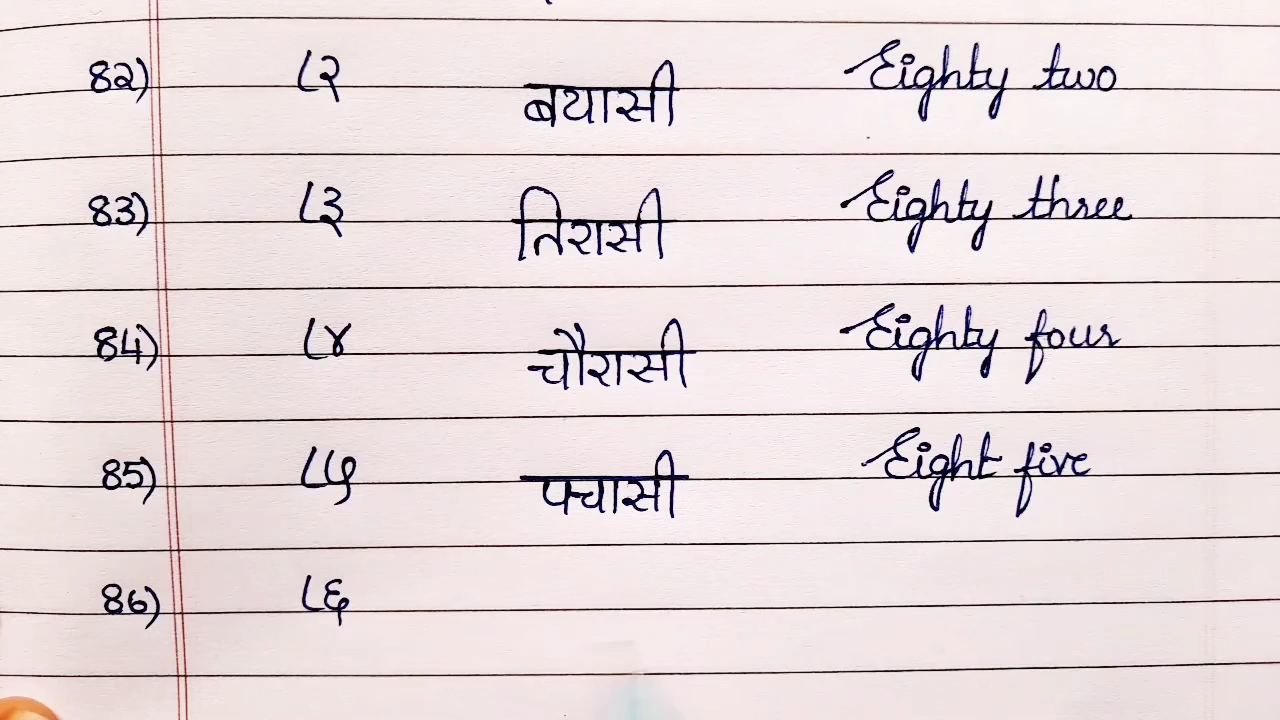 82) ८२ बयासी Eighty two
83) ८३ तिरासी Eighty three
84) ८४ चौरासी Eighty four
85) ८५ पच्चासी Eight five
86) ८६